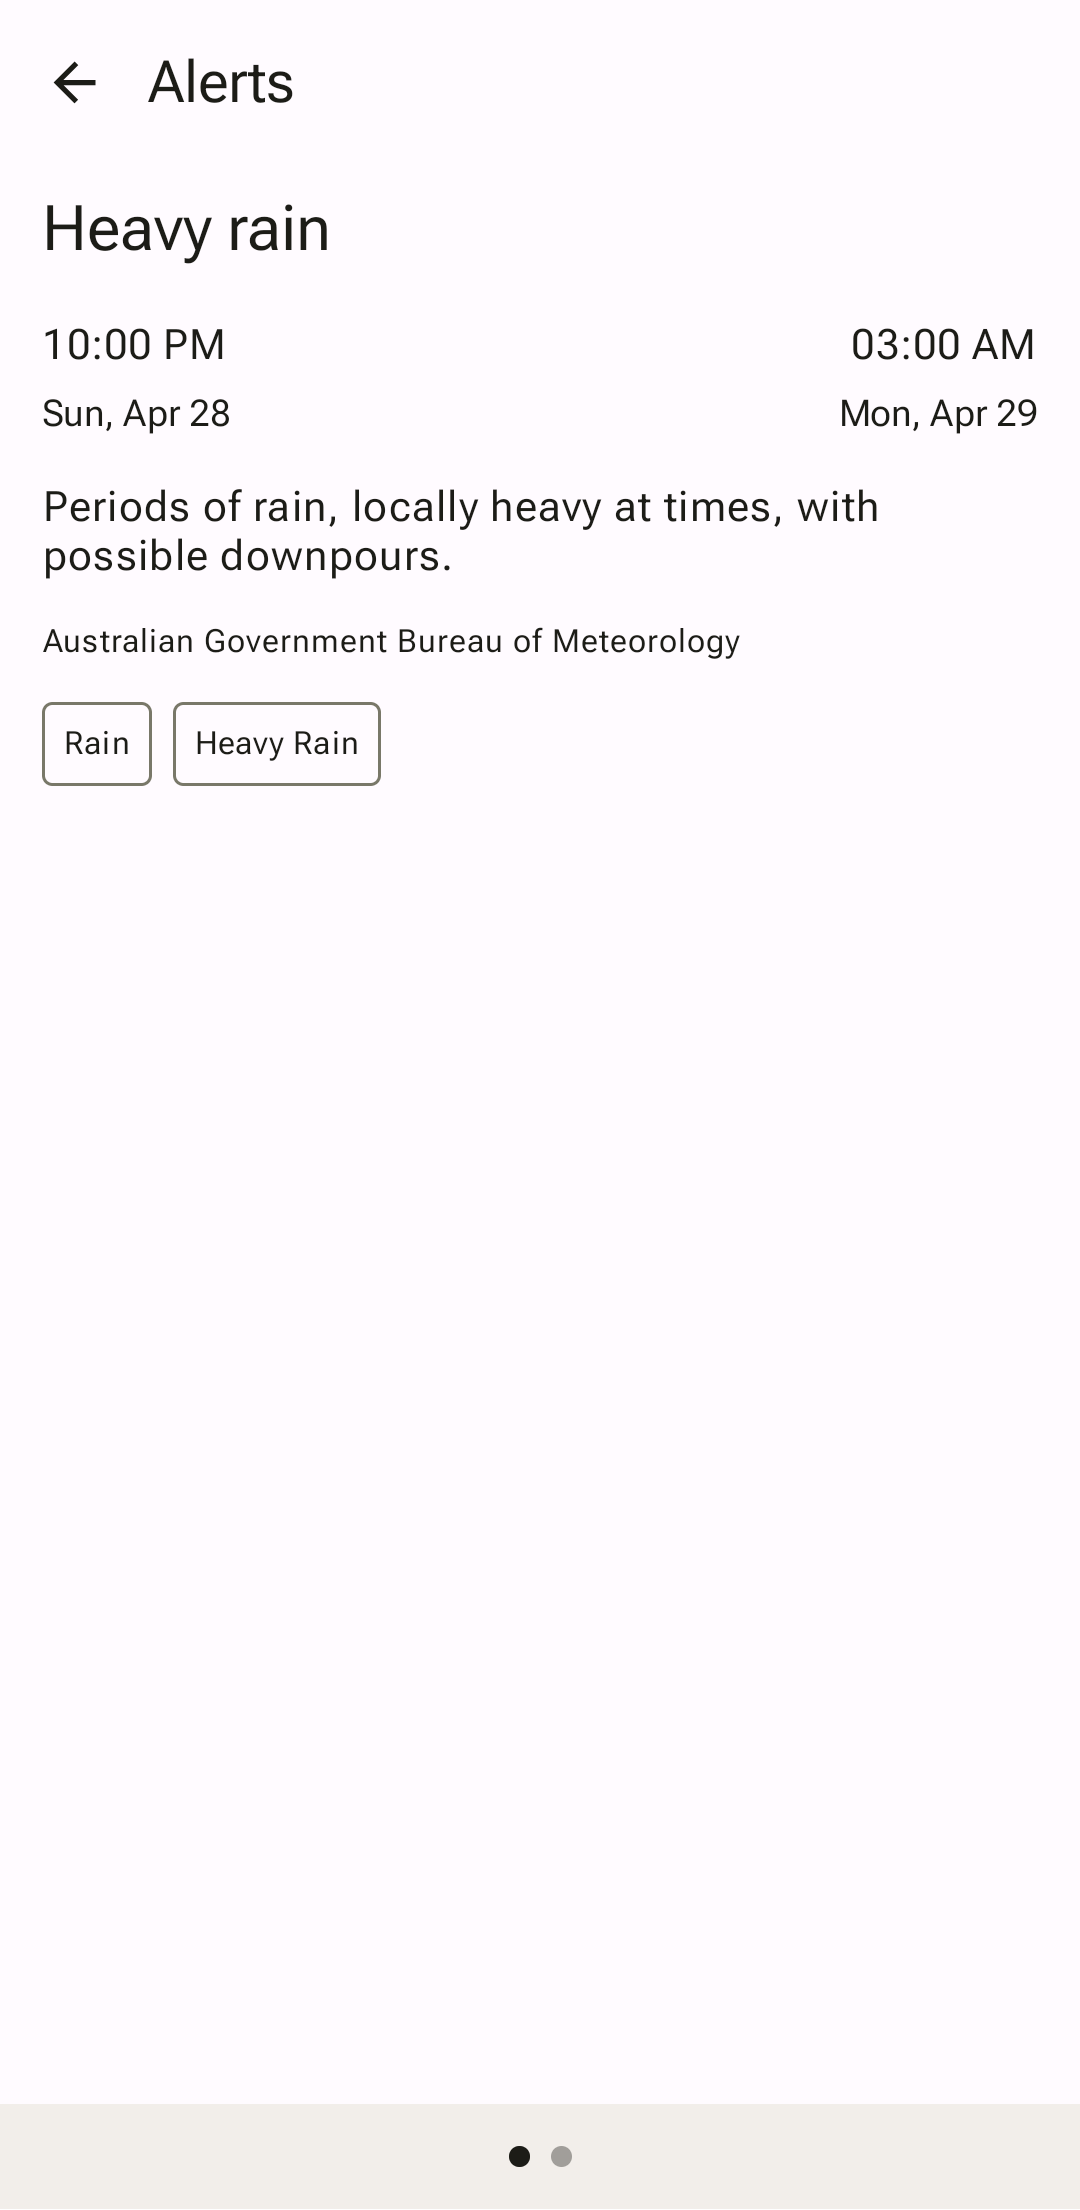 Alerts
Heavy rain
10:00 PM 03:00 AM
Sun, Apr 28 Mon, Apr 29
Periods of rain, locally heavy at times, with
possible downpours.
Australian Government Bureau of Meteorology
Rain Heavy Rain